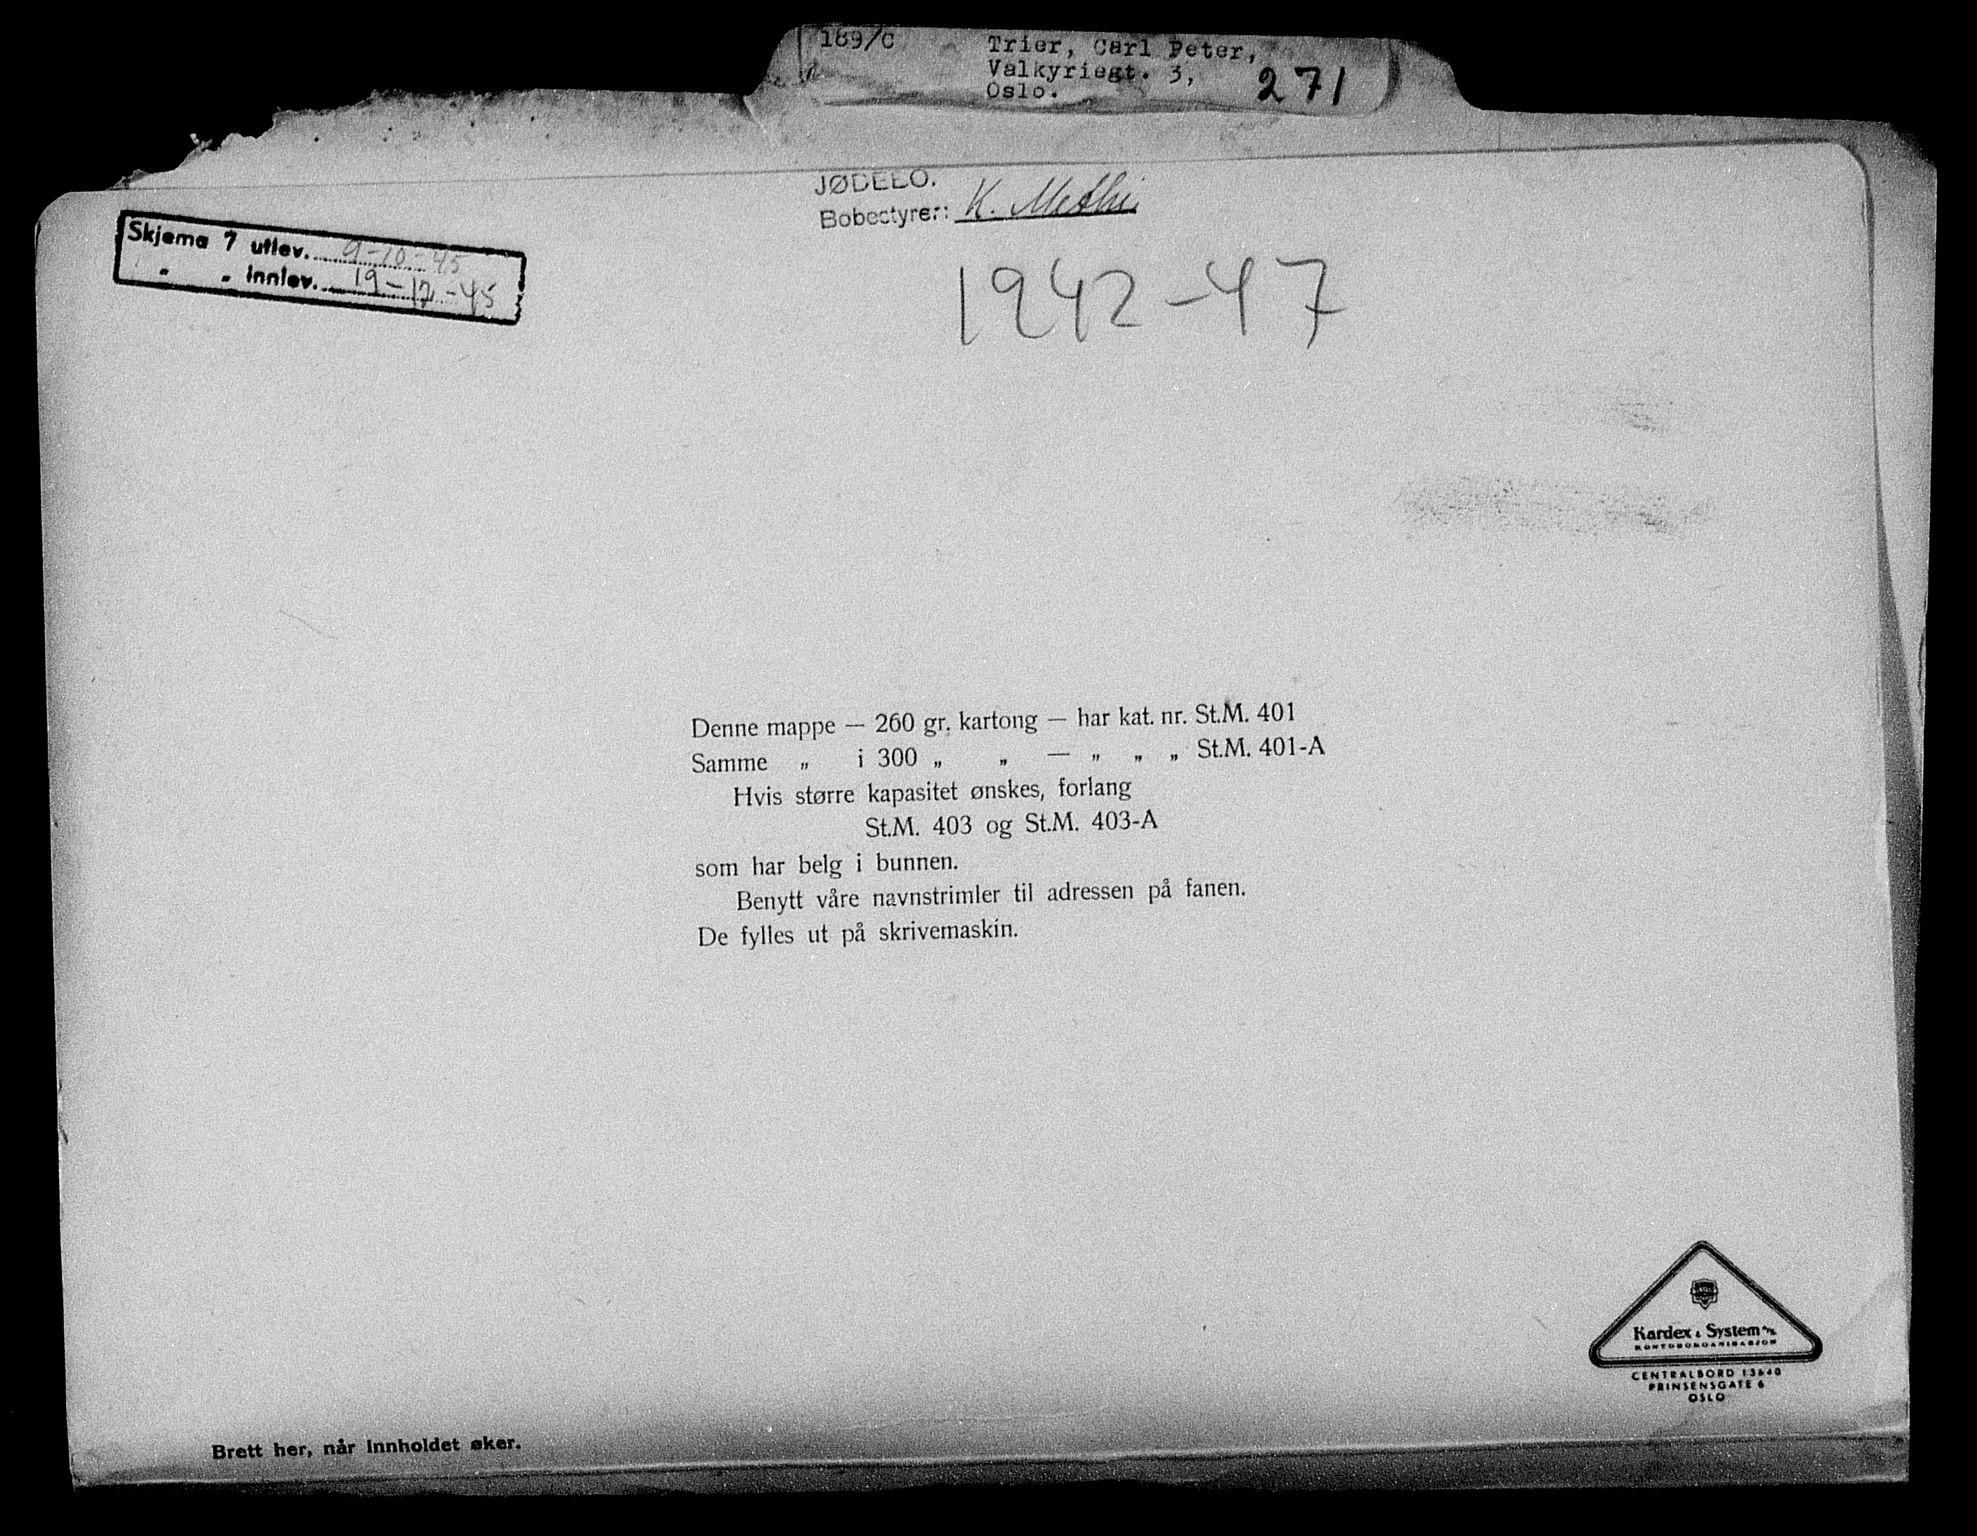 189/C
Trier, Carl Peter,
Valkyriegt. 3,
Oslo.
271
JØDEBO.
Bobestyrer: K.
Skjema 7 utlev. 9-10-45
" " innlev. 19-12-45
1942-47
Denne mappe — 260 gr. kartong — har kat. nr. St.M. 401
Samme „ i 300 „ „ — „ „ „ St.M. 401-A
Hvis større kapasitet ønskes, forlang
St.M. 403 og St.M. 403-A
som har belg i bunnen.
Benytt våre navnstrimler til adressen på fanen.
De fylles ut på skrivemaskin.
Kardex & System A/S
KONTORORGANISASJON
CENTRALBORD 13640
PRINSENSGATE 6
OSLO
Brett her, når innholdet øker.